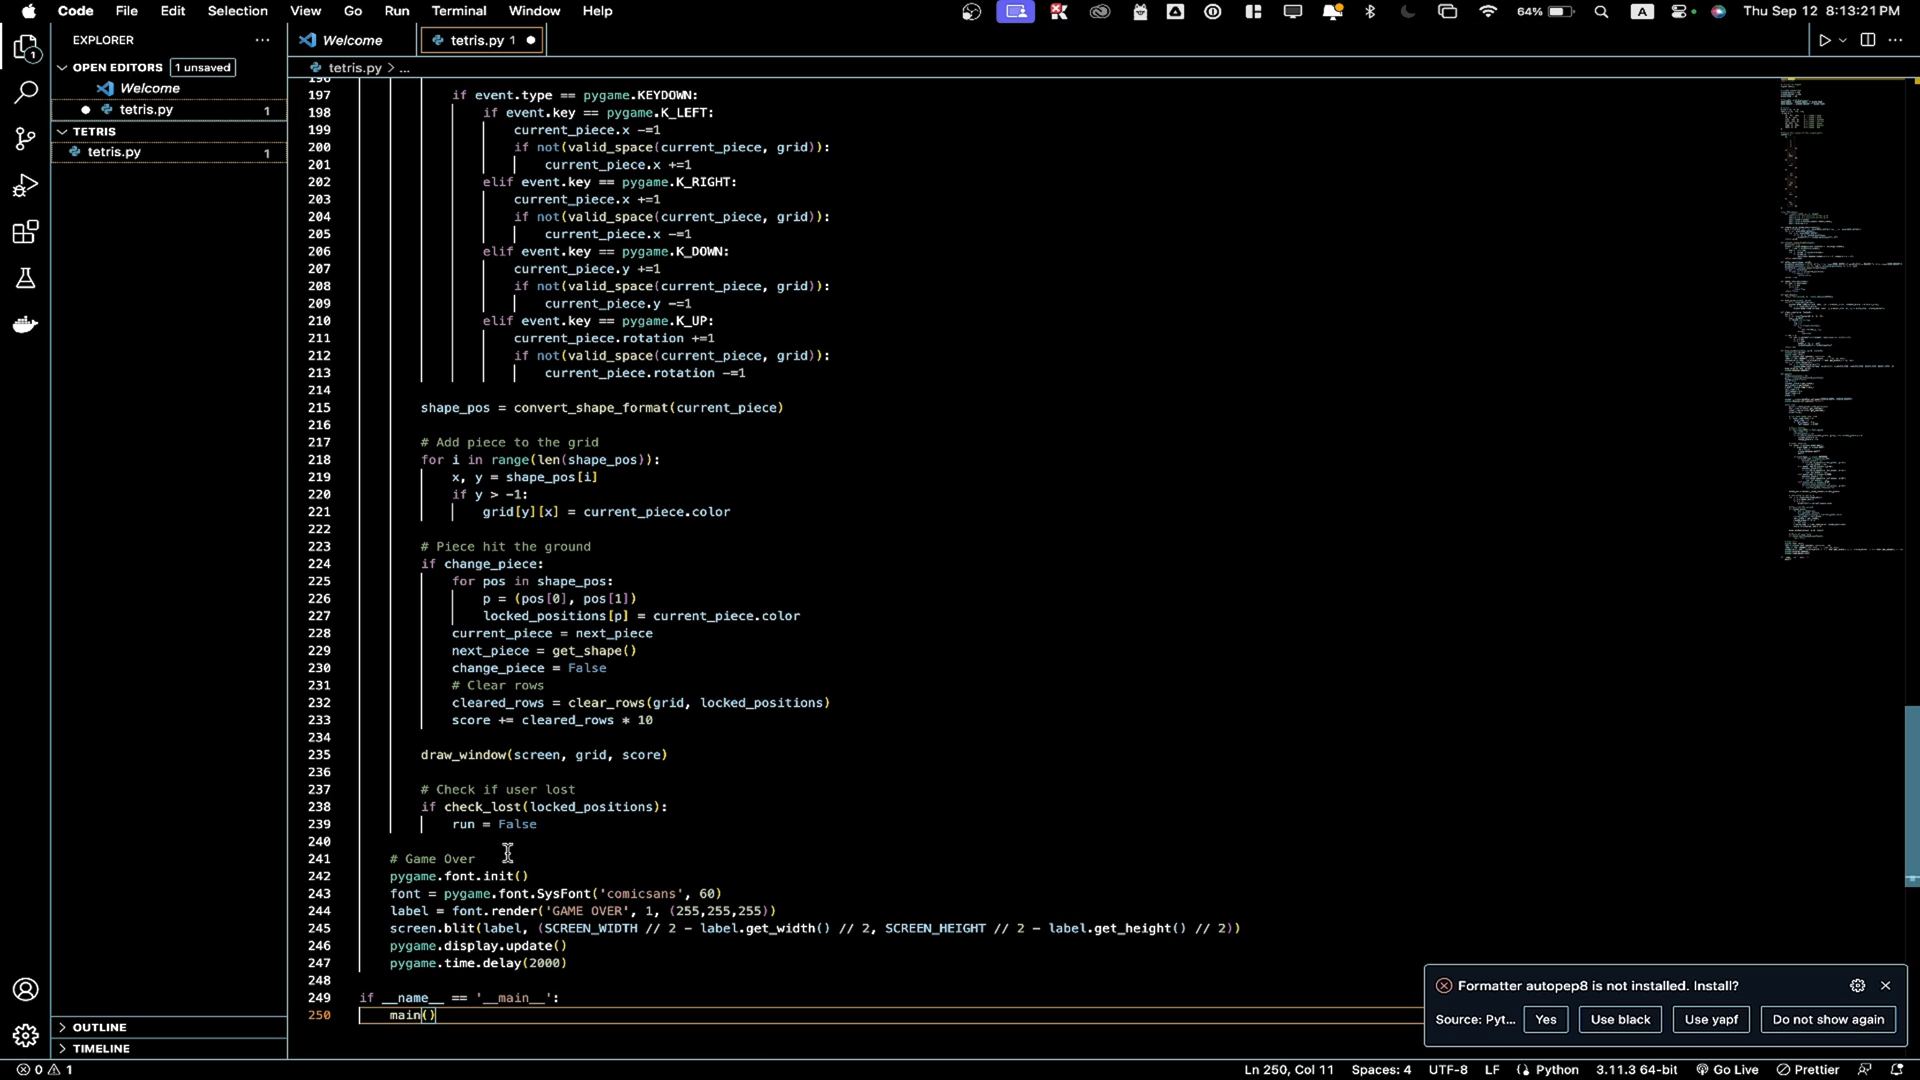 Code File Edit Selection View Go Run Terminal Window Help
64% A Thu Sep 12 8:13:21 PM
EXPLORER
Welcome
tetris.py 1
OPEN EDITORS 1 unsaved
Welcome
tetris.py 1
TETRIS
tetris.py 1
OUTLINE
TIMELINE
tetris.py > ...
196
197 if event.type == pygame.KEYDOWN:
198 if event.key == pygame.K_LEFT:
199 current_piece.x -=1
200 if not(valid_space(current_piece, grid)):
201 current_piece.x +=1
202 elif event.key == pygame.K_RIGHT:
203 current_piece.x +=1
204 if not(valid_space(current_piece, grid)):
205 current_piece.x -=1
206 elif event.key == pygame.K_DOWN:
207 current_piece.y +=1
208 if not(valid_space(current_piece, grid)):
209 current_piece.y -=1
210 elif event.key == pygame.K_UP:
211 current_piece.rotation +=1
212 if not(valid_space(current_piece, grid)):
213 current_piece.rotation -=1
214
215 shape_pos = convert_shape_format(current_piece)
216
217 # Add piece to the grid
218 for i in range(len(shape_pos)):
219 x, y = shape_pos[i]
220 if y > -1:
221 grid[y][x] = current_piece.color
222
223 # Piece hit the ground
224 if change_piece:
225 for pos in shape_pos:
226 p = (pos[0], pos[1])
227 locked_positions[p] = current_piece.color
228 current_piece = next_piece
229 next_piece = get_shape()
230 change_piece = False
231 # Clear rows
232 cleared_rows = clear_rows(grid, locked_positions)
233 score += cleared_rows * 10
234
235 draw_window(screen, grid, score)
236
237 # Check if user lost
238 if check_lost(locked_positions):
239 run = False
240
241 # Game Over
242 pygame.font.init()
243 font = pygame.font.SysFont('comicsans', 60)
244 label = font.render('GAME OVER', 1, (255,255,255))
245 screen.blit(label, (SCREEN_WIDTH // 2 - label.get_width() // 2, SCREEN_HEIGHT // 2 - label.get_height() // 2))
246 pygame.display.update()
247 pygame.time.delay(2000)
248
249 if __name__ == '__main__':
250 main()
Formatter autopep8 is not installed. Install?
Source: Pyt... Yes Use black Use yapf Do not show again
0 1 Ln 250, Col 11 Spaces: 4 UTF-8 LF Python 3.11.3 64-bit Go Live Prettier